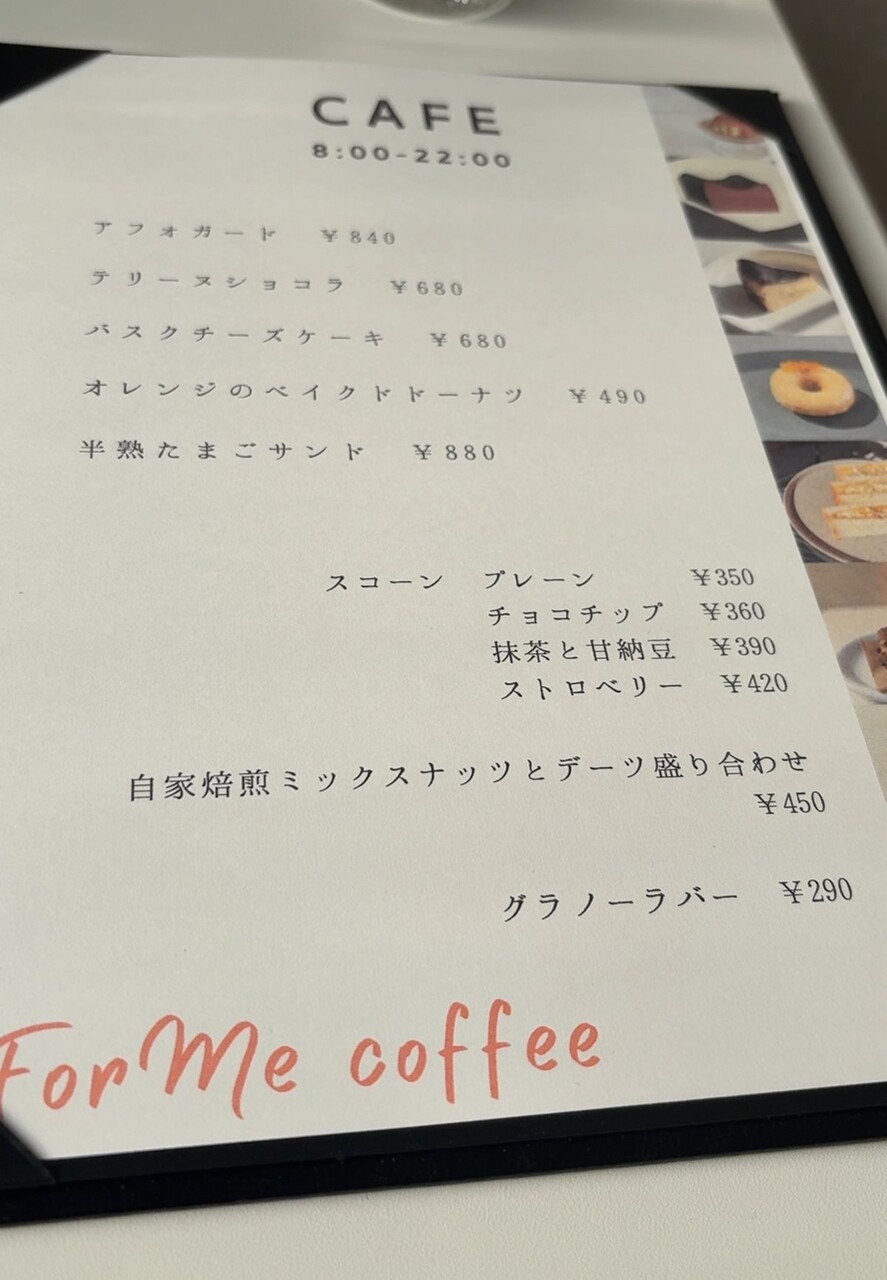 CAFE
8:00-22:00
アフォガード ¥840
テリーヌショコラ ¥680
バスクチーズケーキ ¥680
オレンジのベイクドドーナツ ¥490
半熟たまごサンド ¥880
スコーン プレーン ¥350
チョコチップ ¥360
抹茶と甘納豆 ¥390
ストロベリー ¥420
自家焙煎ミックスナッツとデーツ盛り合わせ
¥450
グラノーラバー ¥290
ForMe coffee